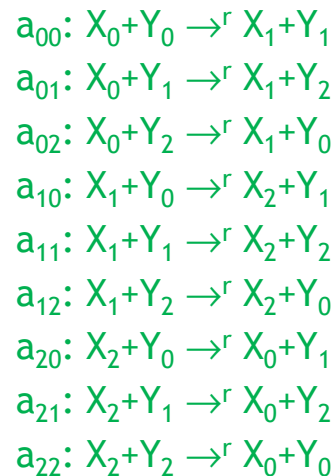 a₀₀: X₀+Y₀ →ʳ X₁+Y₁
a₀₁: X₀+Y₁ →ʳ X₁+Y₂
a₀₂: X₀+Y₂ →ʳ X₁+Y₀
a₁₀: X₁+Y₀ →ʳ X₂+Y₁
a₁₁: X₁+Y₁ →ʳ X₂+Y₂
a₁₂: X₁+Y₂ →ʳ X₂+Y₀
a₂₀: X₂+Y₀ →ʳ X₀+Y₁
a₂₁: X₂+Y₁ →ʳ X₀+Y₂
a₂₂: X₂+Y₂ →ʳ X₀+Y₀